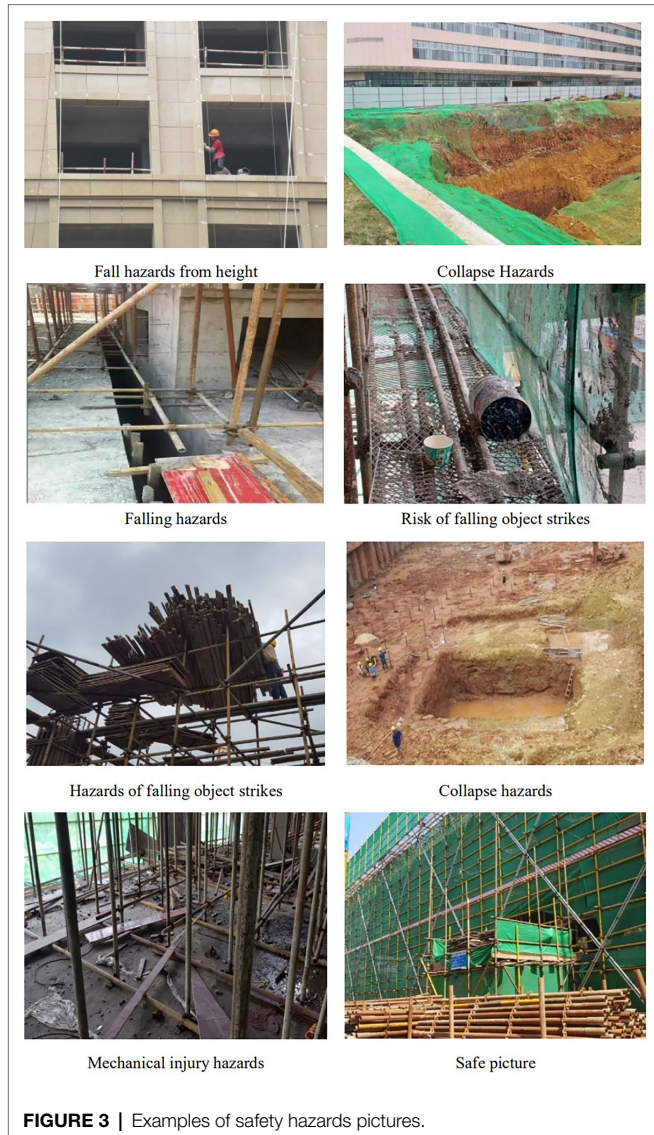 Fall hazards from height
Collapse Hazards
Falling hazards
Risk of falling object strikes
Hazards of falling object strikes
Collapse hazards
Mechanical injury hazards
Safe picture
FIGURE 3 | Examples of safety hazards pictures.